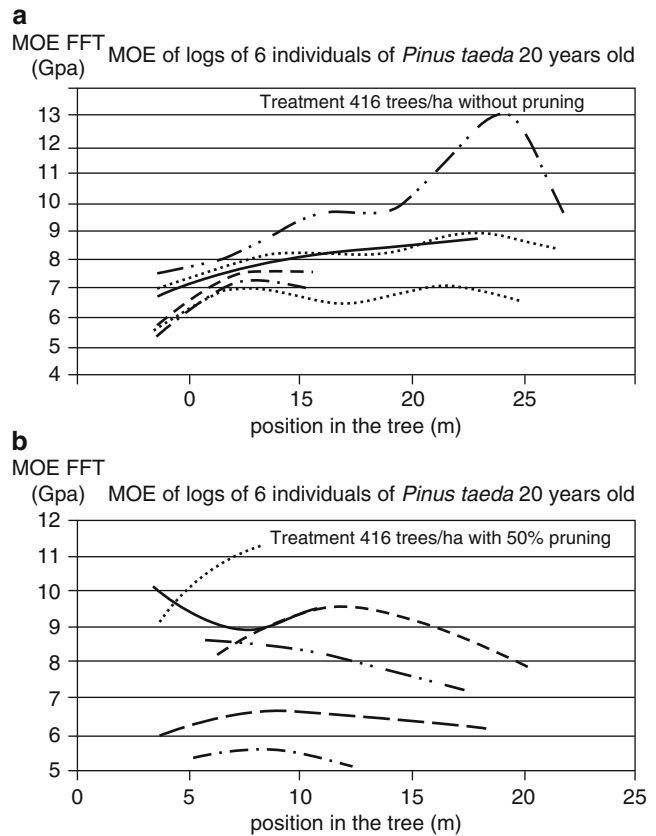 a
MOE FFT
(Gpa)
MOE of logs of 6 individuals of Pinus taeda 20 years old
Treatment 416 trees/ha without pruning
13
12
11
10
9
8
7
6
5
4
0 15 20 25
position in the tree (m)
b
MOE FFT
(Gpa)
MOE of logs of 6 individuals of Pinus taeda 20 years old
Treatment 416 trees/ha with 50% pruning
12
11
10
9
8
7
6
5
0 5 10 15 20 25
position in the tree (m)